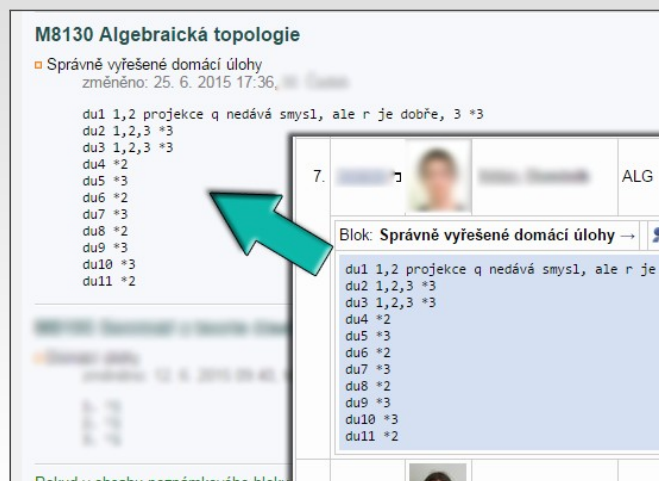 M8130 Algebraická topologie
Správně vyřešené domácí úlohy
změněno: 25. 6. 2015 17:36,
du1 1,2 projekce q nedává smysl, ale r je dobře, 3 *3
du2 1,2,3 *3
du3 1,2,3 *3
du4 *2
du5 *3
du6 *2
du7 *3
du8 *2
du9 *3
du10 *3
du11 *2
7.
ALG
Blok: Správně vyřešené domácí úlohy →
du1 1,2 projekce q nedává smysl, ale r je
du2 1,2,3 *3
du3 1,2,3 *3
du4 *2
du5 *3
du6 *2
du7 *3
du8 *2
du9 *3
du10 *3
du11 *2